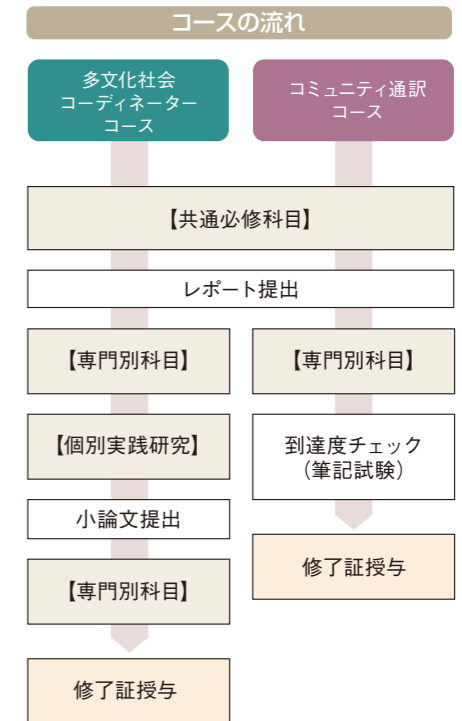 コースの流れ
多文化社会
コーディネーター
コース
コミュニティ通訳
コース
【共通必修科目】
レポート提出
【専門別科目】
【専門別科目】
【個別実践研究】
到達度チェック
（筆記試験）
小論文提出
【専門別科目】
修了証授与
修了証授与